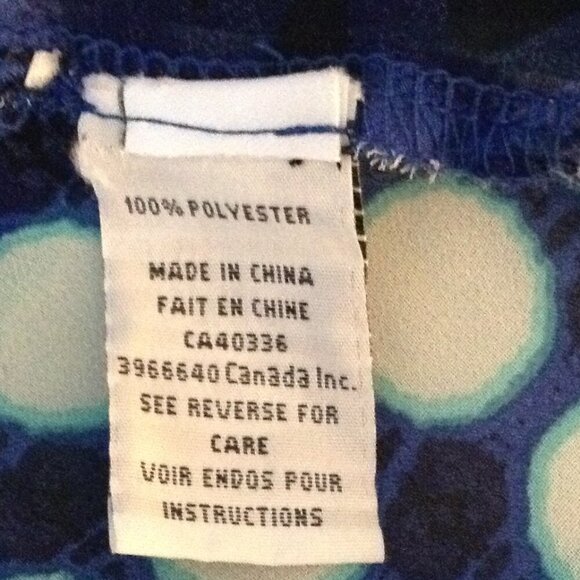 100% POLYESTER
MADE IN CHINA
FAIT EN CHINE
CA40336
3966640 Canada Inc.
SEE REVERSE FOR
CARE
VOIR ENDOS POUR
INSTRUCTIONS